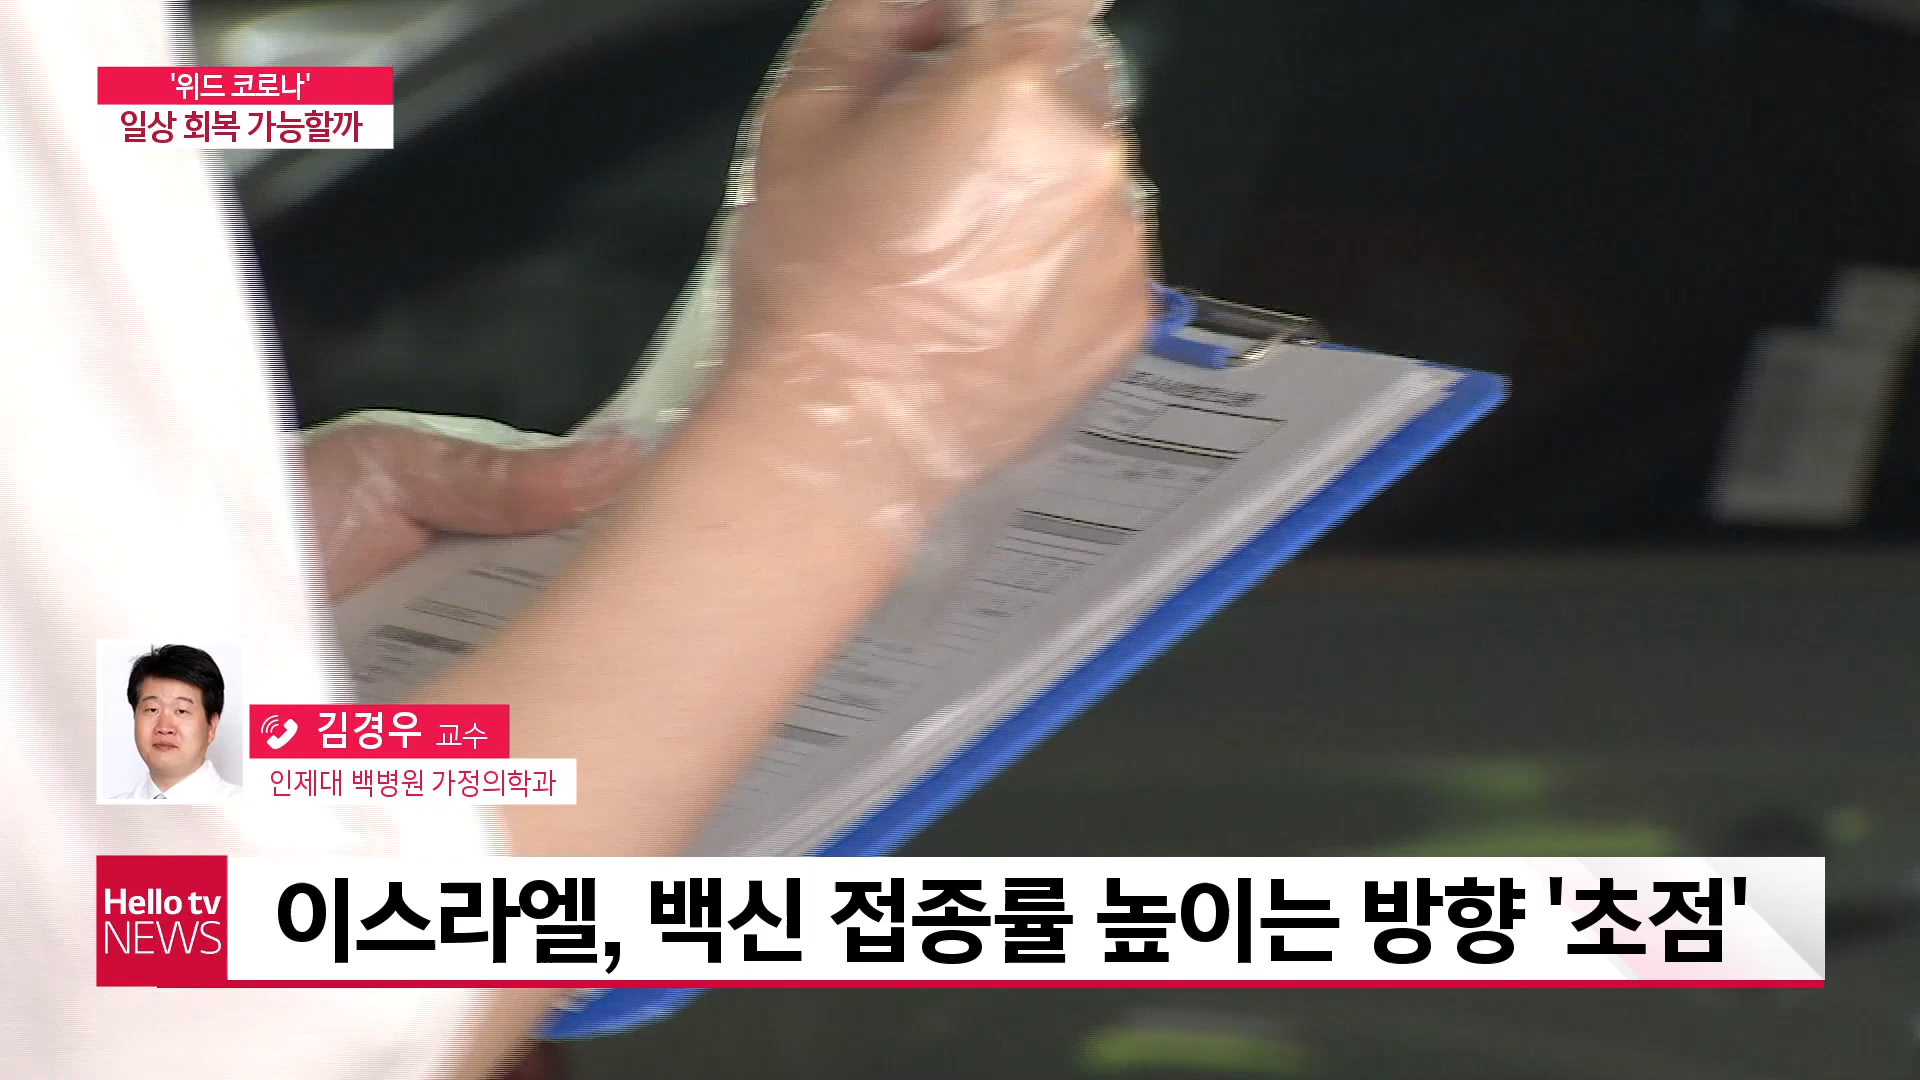 '위드 코로나'
일상 회복 가능할까
김경우 교수
인제대 백병원 가정의학과
Hello tv
NEWS
이스라엘, 백신 접종률 높이는 방향 '초점'